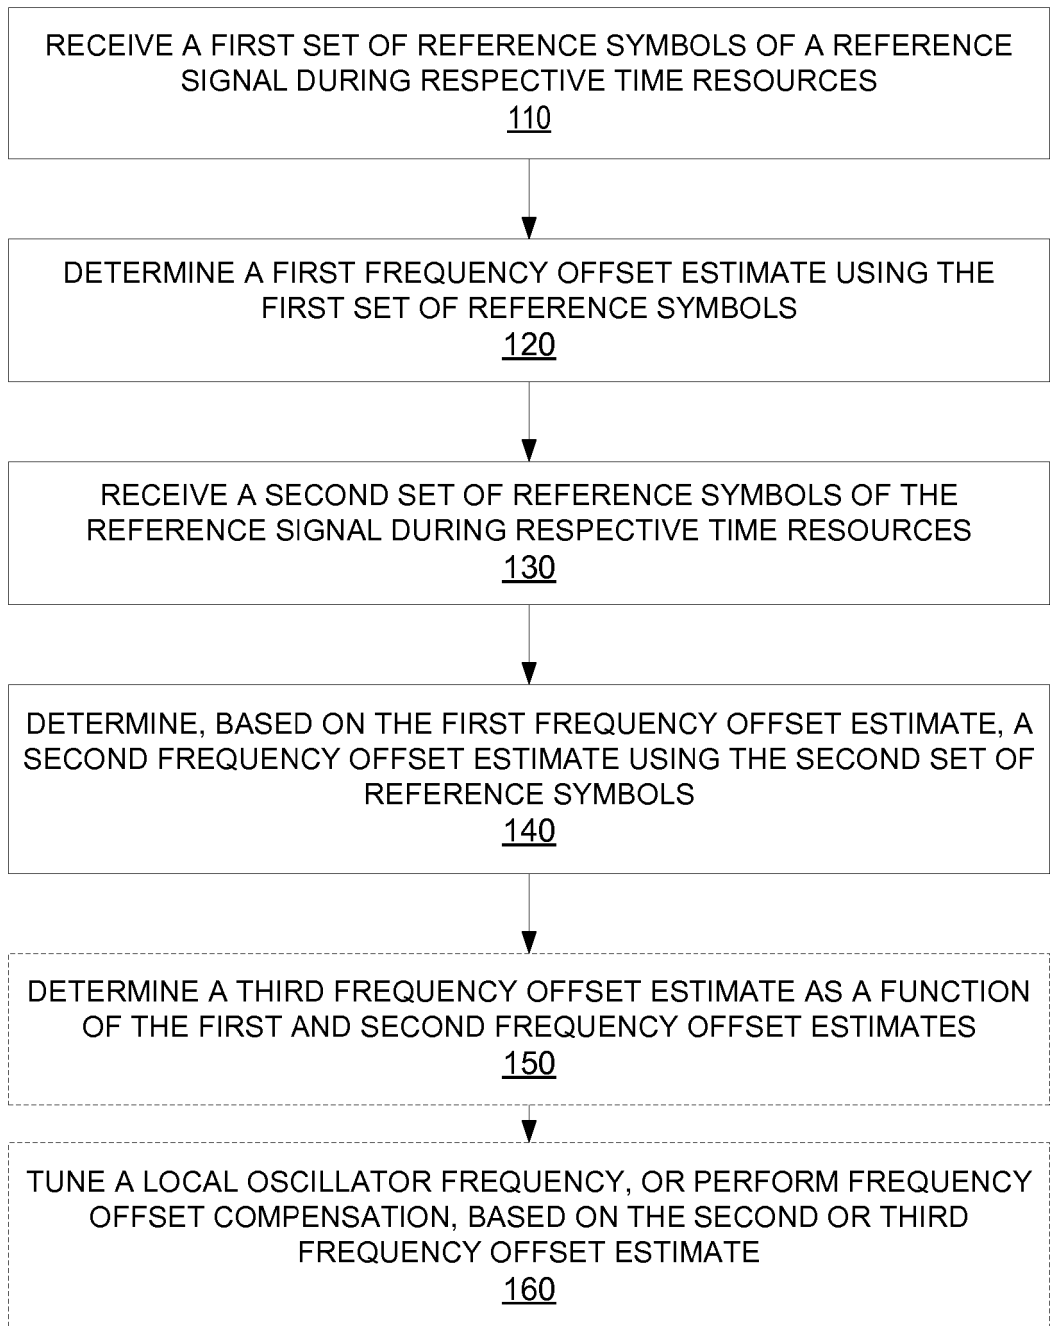 RECEIVE A FIRST SET OF REFERENCE SYMBOLS OF A REFERENCE
SIGNAL DURING RESPECTIVE TIME RESOURCES
110
DETERMINE A FIRST FREQUENCY OFFSET ESTIMATE USING THE
FIRST SET OF REFERENCE SYMBOLS
120
RECEIVE A SECOND SET OF REFERENCE SYMBOLS OF THE
REFERENCE SIGNAL DURING RESPECTIVE TIME RESOURCES
130
DETERMINE, BASED ON THE FIRST FREQUENCY OFFSET ESTIMATE, A
SECOND FREQUENCY OFFSET ESTIMATE USING THE SECOND SET OF
REFERENCE SYMBOLS
140
DETERMINE A THIRD FREQUENCY OFFSET ESTIMATE AS A FUNCTION
OF THE FIRST AND SECOND FREQUENCY OFFSET ESTIMATES
150
TUNE A LOCAL OSCILLATOR FREQUENCY, OR PERFORM FREQUENCY
OFFSET COMPENSATION, BASED ON THE SECOND OR THIRD
FREQUENCY OFFSET ESTIMATE
160